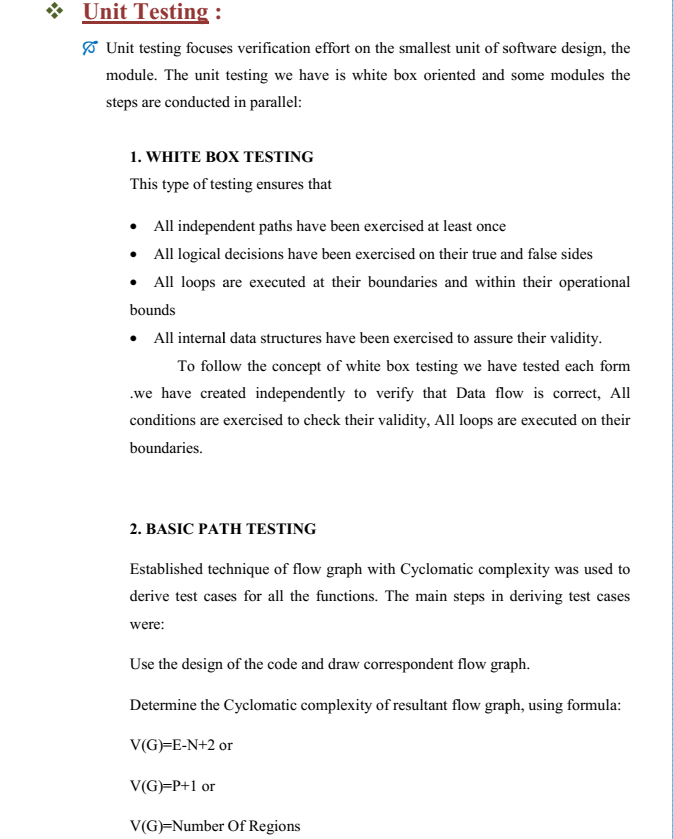 Unit Testing :
Unit testing focuses verification effort on the smallest unit of software design, the
module. The unit testing we have is white box oriented and some modules the
steps are conducted in parallel:
1. WHITE BOX TESTING
This type of testing ensures that
• All independent paths have been exercised at least once
• All logical decisions have been exercised on their true and false sides
• All loops are executed at their boundaries and within their operational
bounds
• All internal data structures have been exercised to assure their validity.
To follow the concept of white box testing we have tested each form
.we have created independently to verify that Data flow is correct, All
conditions are exercised to check their validity, All loops are executed on their
boundaries.
2. BASIC PATH TESTING
Established technique of flow graph with Cyclomatic complexity was used to
derive test cases for all the functions. The main steps in deriving test cases
were:
Use the design of the code and draw correspondent flow graph.
Determine the Cyclomatic complexity of resultant flow graph, using formula:
V(G)=E-N+2 or
V(G)=P+1 or
V(G)=Number Of Regions